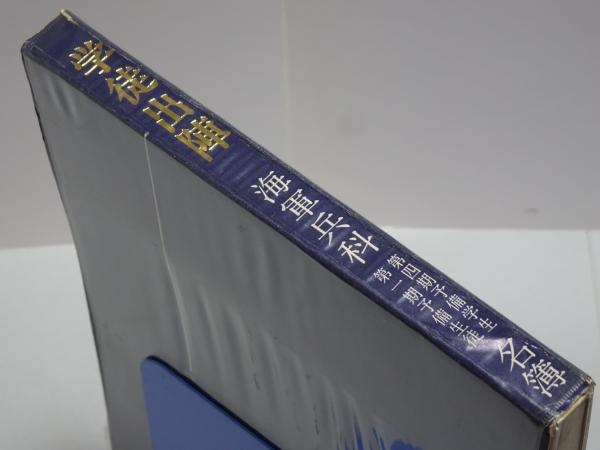 学徒出陣
海軍兵科
第四期予備学生
第一期予備生徒
名簿